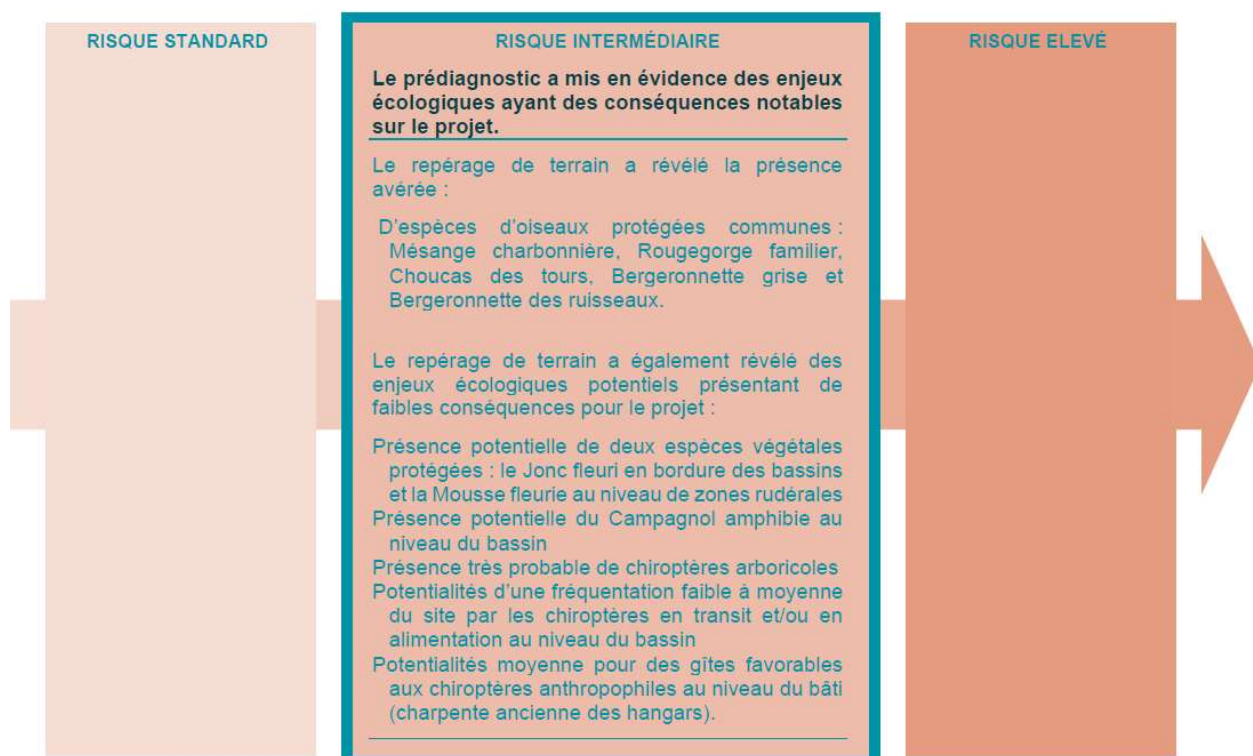 RISQUE STANDARD
RISQUE INTERMÉDIAIRE
RISQUE ELEVÉ
Le prédiagnostic a mis en évidence des enjeux
écologiques ayant des conséquences notables
sur le projet.
Le repérage de terrain a révélé la présence
avérée :
D'espèces d'oiseaux protégées communes :
Mésange charbonnière, Rougegorge familier,
Choucas des tours, Bergeronnette grise et
Bergeronnette des ruisseaux.
Le repérage de terrain a également révélé des
enjeux écologiques potentiels présentant de
faibles conséquences pour le projet :
Présence potentielle de deux espèces végétales
protégées : le Jonc fleuri en bordure des bassins
et la Mousse fleurie au niveau de zones rudérales
Présence potentielle du Campagnol amphibie au
niveau du bassin
Présence très probable de chiroptères arboricoles
Potentialités d'une fréquentation faible à moyenne
du site par les chiroptères en transit et/ou en
alimentation au niveau du bassin
Potentialités moyenne pour des gîtes favorables
aux chiroptères anthropophiles au niveau du bâti
(charpente ancienne des hangars).